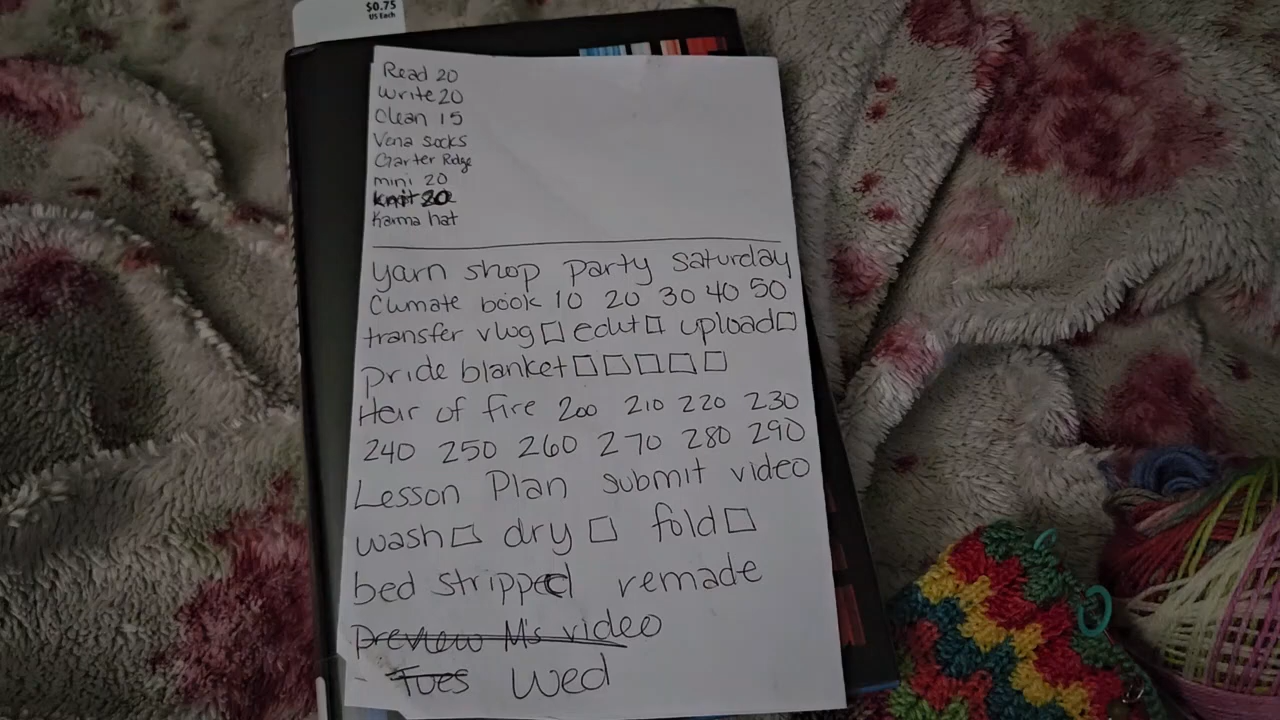 $0.75
US Each
Read 20
Write 20
Clean 15
Vena socks
Garter Ridge
mini 20
knit 20
Karma hat
yarn shop party saturday
Climate book 10 20 30 40 50
transfer vlog □ edit □ upload □
pride blanket □ □ □ □ □
Heir of fire 200 210 220 230
240 250 260 270 280 290
Lesson Plan submit video
wash □ dry □ fold □
bed stripped remade
preview M's video
Tues Wed